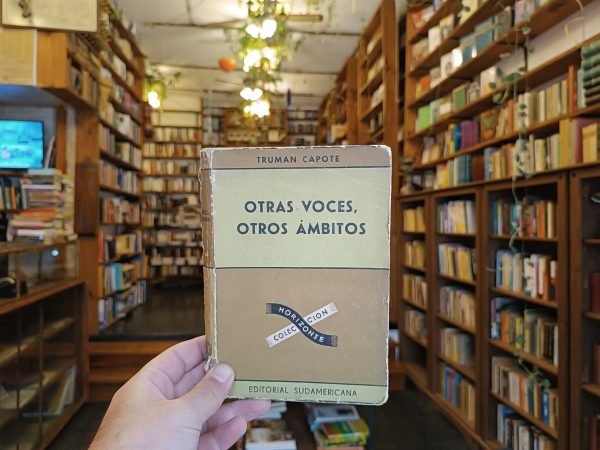 TRUMAN CAPOTE
OTRAS VOCES,
OTROS ÁMBITOS
COLECCION
HORIZONTE
EDITORIAL SUDAMERICANA